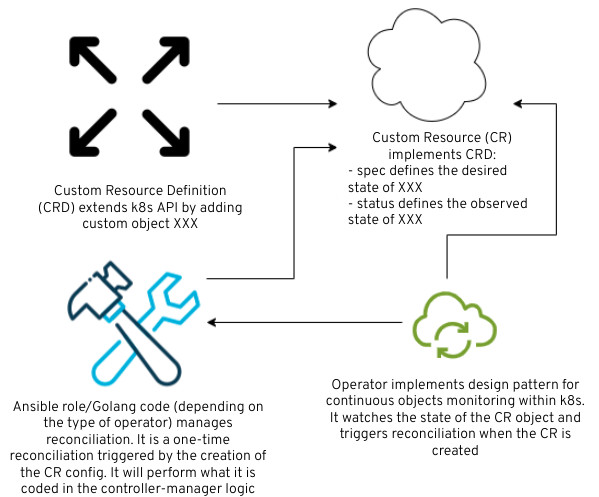 Custom Resource Definition
(CRD) extends k8s API by adding
custom object XXX
Custom Resource (CR)
implements CRD:
- spec defines the desired
state of XXX
- status defines the observed
state of XXX
Ansible role/Golang code (depending on
the type of operator) manages
reconciliation. It is a one-time
reconciliation triggered by the creation of
the CR config. It will perform what it is
coded in the controller-manager logic
Operator implements design pattern for
continuous objects monitoring within k8s.
It watches the state of the CR object and
triggers reconciliation when the CR is
created